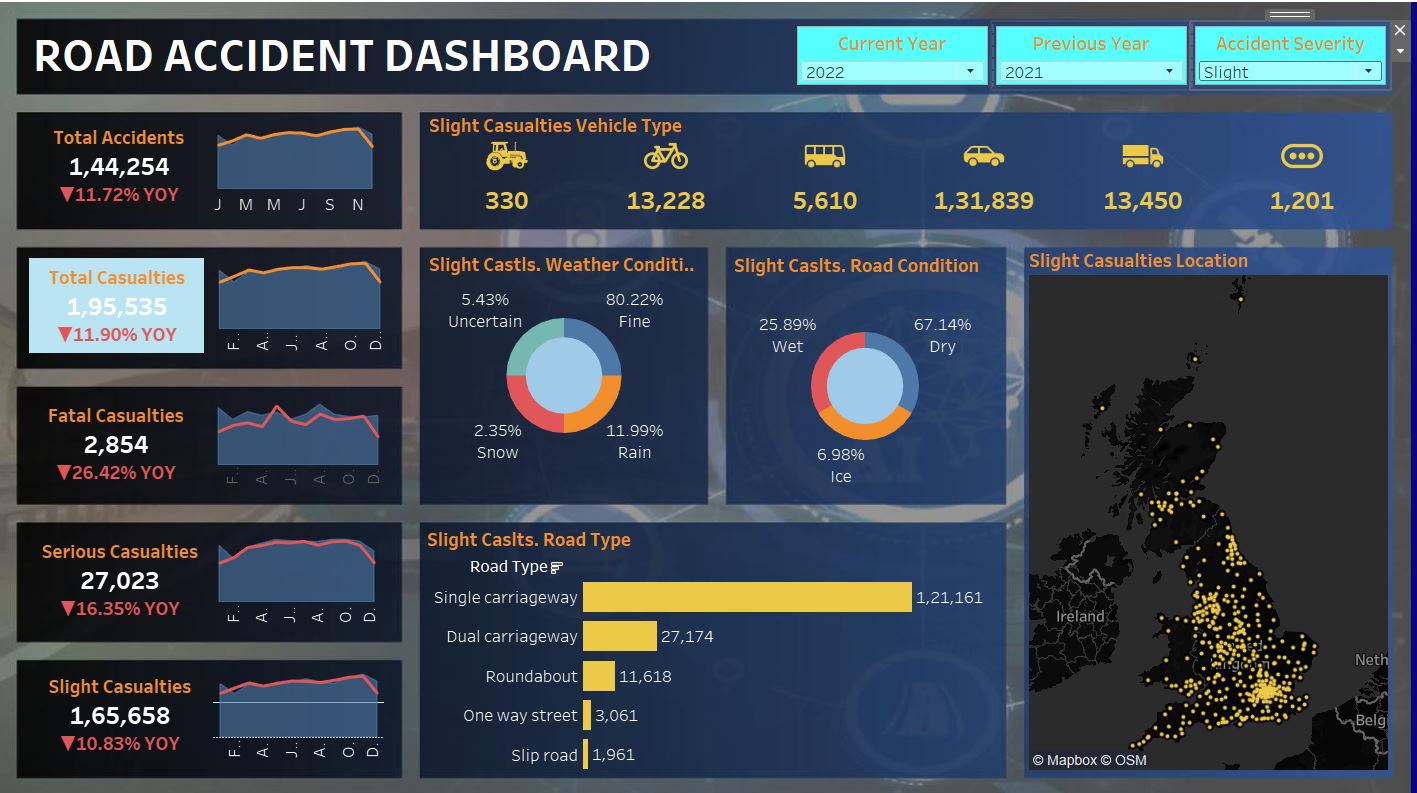 ROAD ACCIDENT DASHBOARD
Current Year
2022
Previous Year
2021
Accident Severity
Slight
Total Accidents
1,44,254
▼11.72% YOY
J M M J S N
Slight Casualties Vehicle Type
330
13,228
5,610
1,31,839
13,450
1,201
Total Casualties
1,95,535
▼11.90% YOY
F.. A.. J.. A.. O.. D..
Fatal Casualties
2,854
▼26.42% YOY
F.. A.. J.. A.. O.. D..
Serious Casualties
27,023
▼16.35% YOY
F.. A.. J.. A.. O.. D..
Slight Casualties
1,65,658
▼10.83% YOY
F.. A.. J.. A.. O.. D..
Slight Castls. Weather Conditi..
5.43%
Uncertain
80.22%
Fine
2.35%
Snow
11.99%
Rain
Slight Caslts. Road Condition
25.89%
Wet
67.14%
Dry
6.98%
Ice
Slight Caslts. Road Type
Road Type
Single carriageway 1,21,161
Dual carriageway 27,174
Roundabout 11,618
One way street 3,061
Slip road 1,961
Slight Casualties Location
Ireland
Neth
Belgi
© Mapbox © OSM